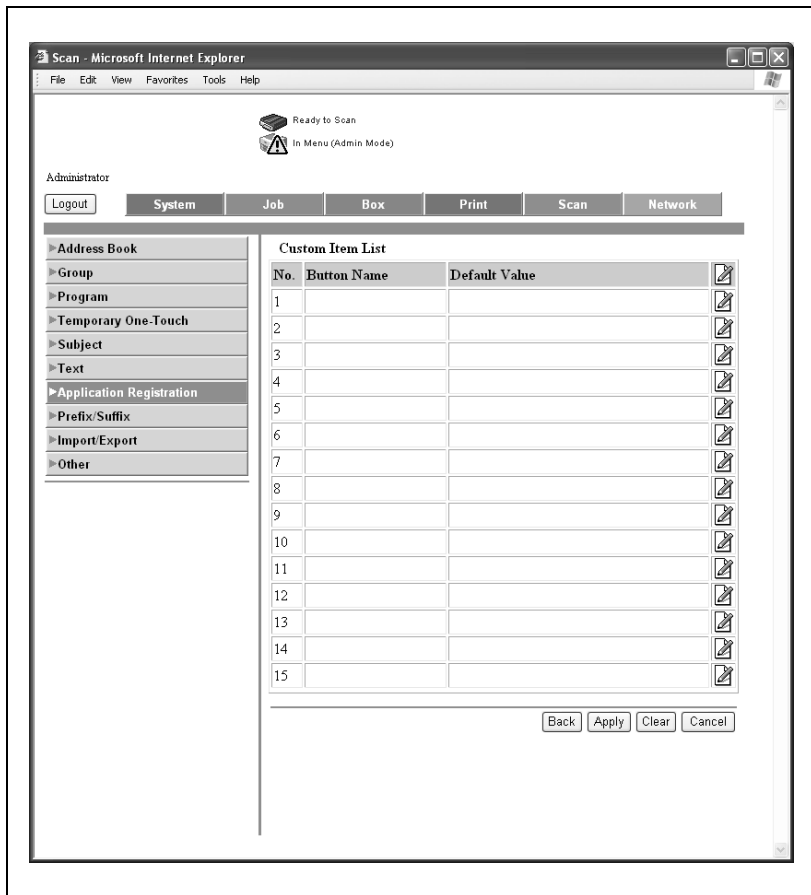 Scan - Microsoft Internet Explorer
File Edit View Favorites Tools Help
Ready to Scan
In Menu (Admin Mode)
Administrator
Logout System Job Box Print Scan Network
Address Book
Group
Program
Temporary One-Touch
Subject
Text
Application Registration
Prefix/Suffix
Import/Export
Other
Custom Item List
No. Button Name Default Value
1
2
3
4
5
6
7
8
9
10
11
12
13
14
15
Back Apply Clear Cancel